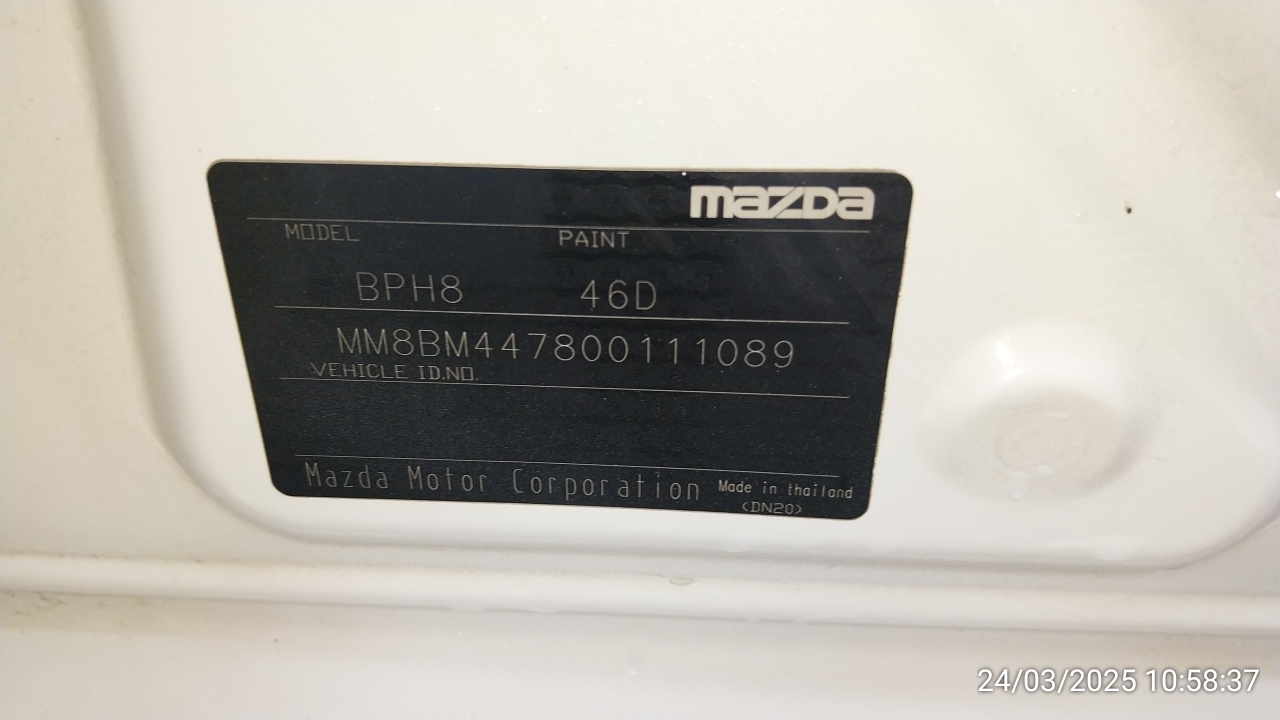 mazda
MODEL PAINT
BPH8 46D
MM8BM447800111089
VEHICLE ID.NO.
Mazda Motor Corporation Made in thailand
(DN20)
24/03/2025 10:58:37